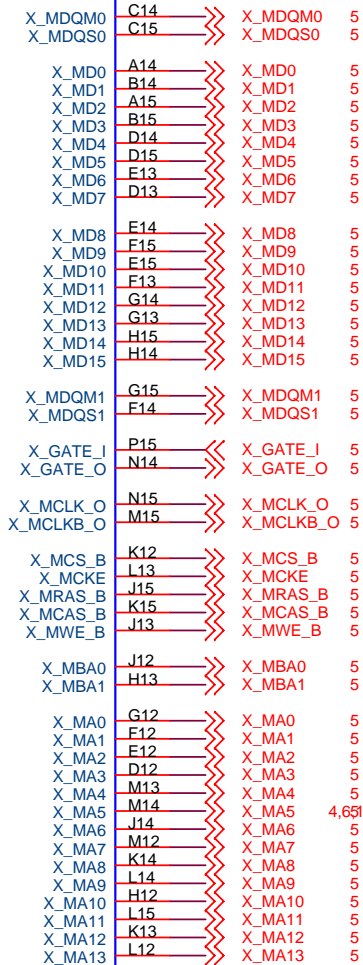 X_MDQM0 C14 X_MDQM0 5
X_MDQS0 C15 X_MDQS0 5
X_MD0 A14 X_MD0 5
X_MD1 B14 X_MD1 5
X_MD2 A15 X_MD2 5
X_MD3 B15 X_MD3 5
X_MD4 D14 X_MD4 5
X_MD5 D15 X_MD5 5
X_MD6 E13 X_MD6 5
X_MD7 D13 X_MD7 5
X_MD8 E14 X_MD8 5
X_MD9 F15 X_MD9 5
X_MD10 E15 X_MD10 5
X_MD11 F13 X_MD11 5
X_MD12 G14 X_MD12 5
X_MD13 G13 X_MD13 5
X_MD14 H15 X_MD14 5
X_MD15 H14 X_MD15 5
X_MDQM1 G15 X_MDQM1 5
X_MDQS1 F14 X_MDQS1 5
X_GATE_I P15 X_GATE_I 5
X_GATE_O N14 X_GATE_O 5
X_MCLK_O N15 X_MCLK_O 5
X_MCLKB_O M15 X_MCLKB_O 5
X_MCS_B K12 X_MCS_B 5
X_MCKE L13 X_MCKE 5
X_MRAS_B J15 X_MRAS_B 5
X_MCAS_B K15 X_MCAS_B 5
X_MWE_B J13 X_MWE_B 5
X_MBA0 J12 X_MBA0 5
X_MBA1 H13 X_MBA1 5
X_MA0 G12 X_MA0 5
X_MA1 F12 X_MA1 5
X_MA2 E12 X_MA2 5
X_MA3 D12 X_MA3 5
X_MA4 M13 X_MA4 5
X_MA5 M14 X_MA5
X_MA6 J14 X_MA6 5
X_MA7 M12 X_MA7 5
X_MA8 K14 X_MA8 5
X_MA9 L14 X_MA9 5
X_MA10 H12 X_MA10 5
X_MA11 L15 X_MA11 5
X_MA12 K13 X_MA12 5
X_MA13 L12 X_MA13 5